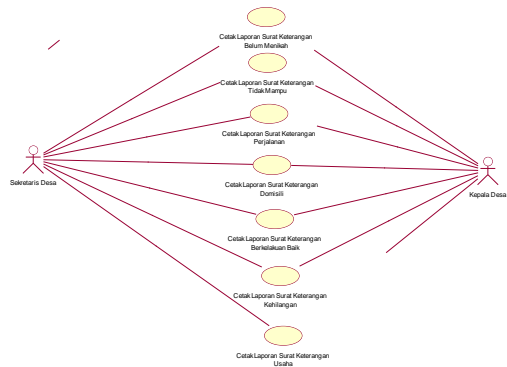 Cetak Laporan Surat Keterangan
Belum Menikah
Cetak Laporan Surat Keterangan
Tidak Mampu
Cetak Laporan Surat Keterangan
Perjalanan
Sekretaris Desa
Cetak Laporan Surat Keterangan
Domisili
Kepala Desa
Cetak Laporan Surat Keterangan
Berkelakuan Baik
Cetak Laporan Surat Keterangan
Kehilangan
Cetak Laporan Surat Keterangan
Usaha